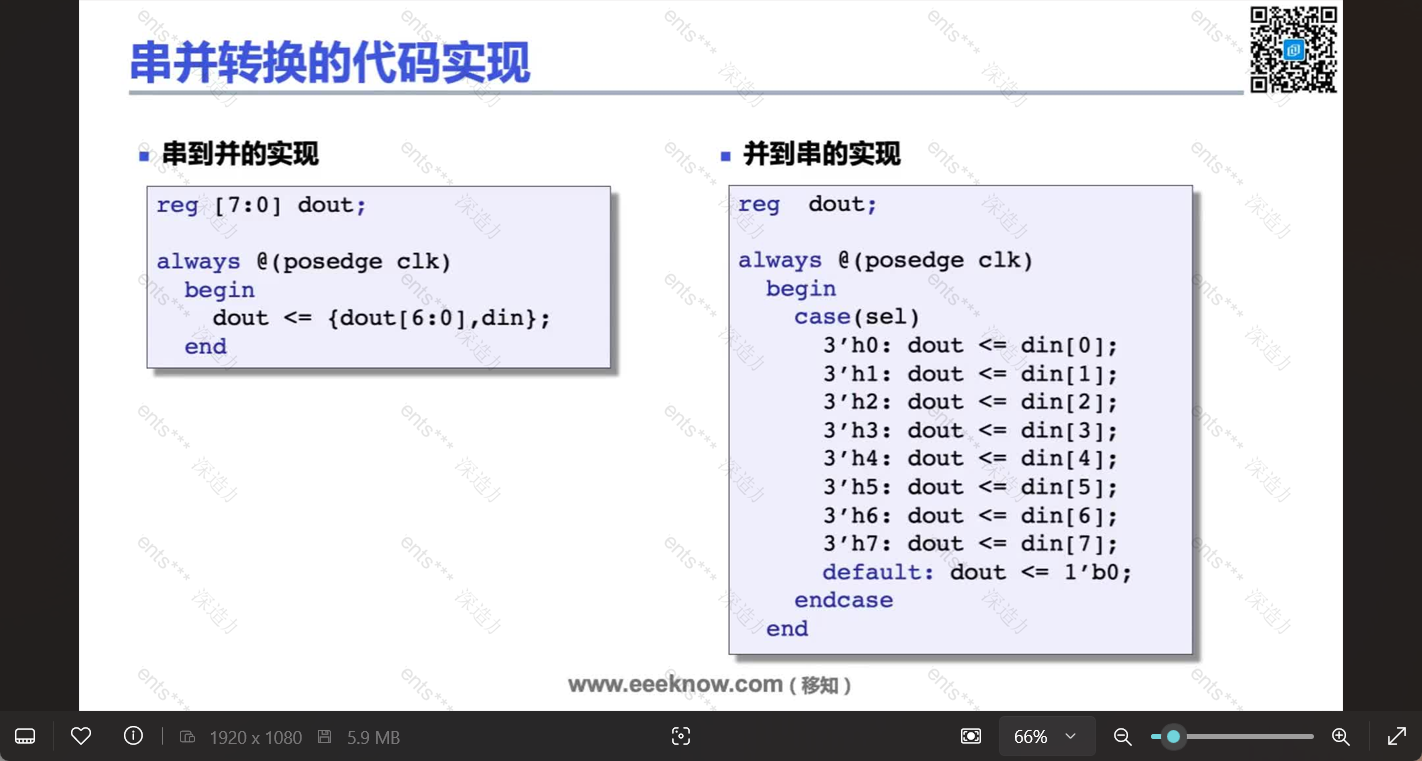 串并转换的代码实现
串到并的实现
reg [7:0] dout;
always @(posedge clk)
begin
dout <= {dout[6:0],din};
end
并到串的实现
reg dout;
always @(posedge clk)
begin
case(sel)
3’h0: dout <= din[0];
3’h1: dout <= din[1];
3’h2: dout <= din[2];
3’h3: dout <= din[3];
3’h4: dout <= din[4];
3’h5: dout <= din[5];
3’h6: dout <= din[6];
3’h7: dout <= din[7];
default: dout <= 1’b0;
endcase
end
www.eeeknow.com ( 移知 )
1920 x 1080 5.9 MB 66%